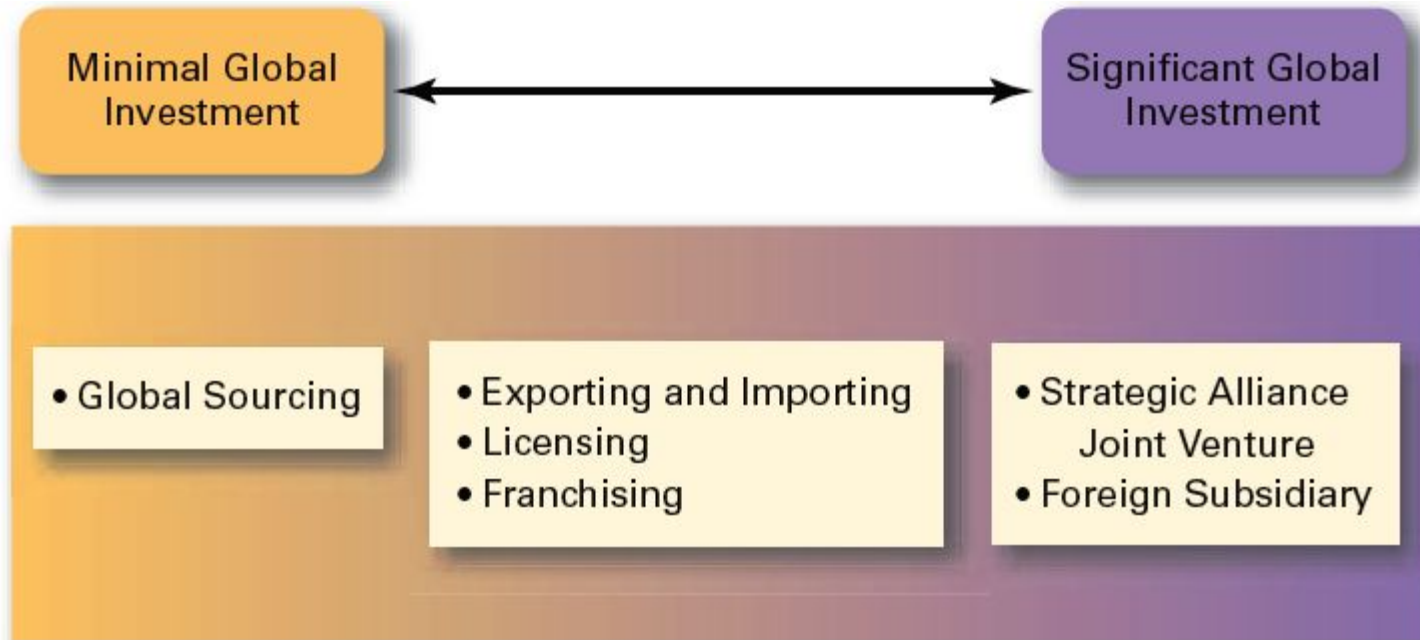 Minimal Global
Investment
Significant Global
Investment
• Global Sourcing
• Exporting and Importing
• Licensing
• Franchising
• Strategic Alliance
Joint Venture
• Foreign Subsidiary